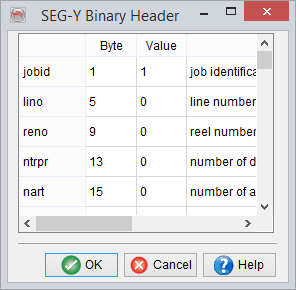 SEG-Y Binary Header
Byte Value
jobid 1 1 job identifica
lino 5 0 line number
reno 9 0 reel number
ntrpr 13 0 number of d
nart 15 0 number of a
OK Cancel Help